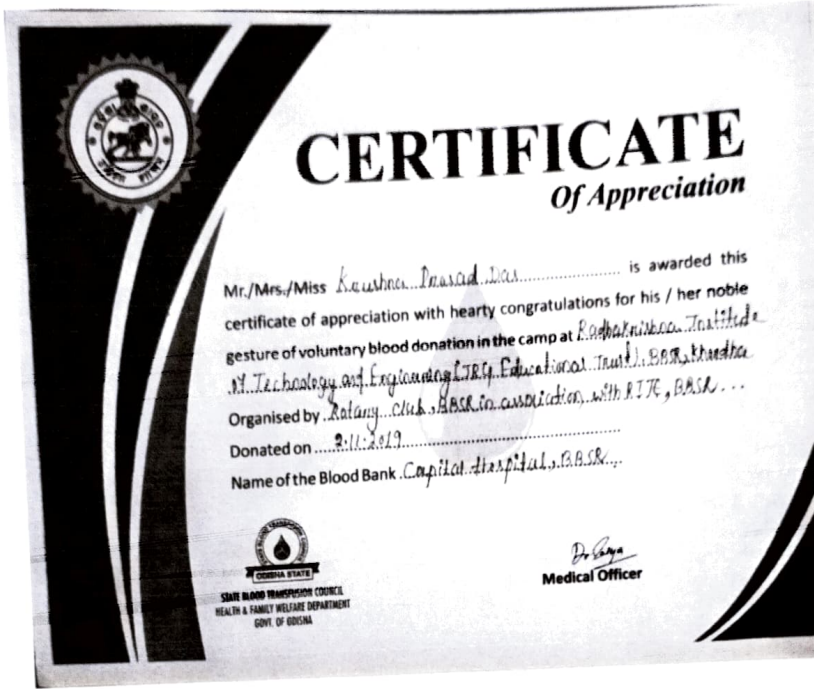 CERTIFICATE
Of Appreciation
Mr./Mrs./Miss Krushna Prasad Das is awarded this
certificate of appreciation with hearty congratulations for his / her noble
gesture of voluntary blood donation in the camp at Radhakrishna Institute
of Technology and Engineering (JRG Educational Trust), BBSR, Khordha
Organised by Rotary Club, BBSR in association with RITE, BBSR...
Donated on ....2.11.2019
Name of the Blood Bank Capital Hospital, BBSR...
ODISHA STATE
STATE BLOOD TRANSFUSION COUNCIL
HEALTH & FAMILY WELFARE DEPARTMENT
GOVT. OF ODISHA
Medical Officer